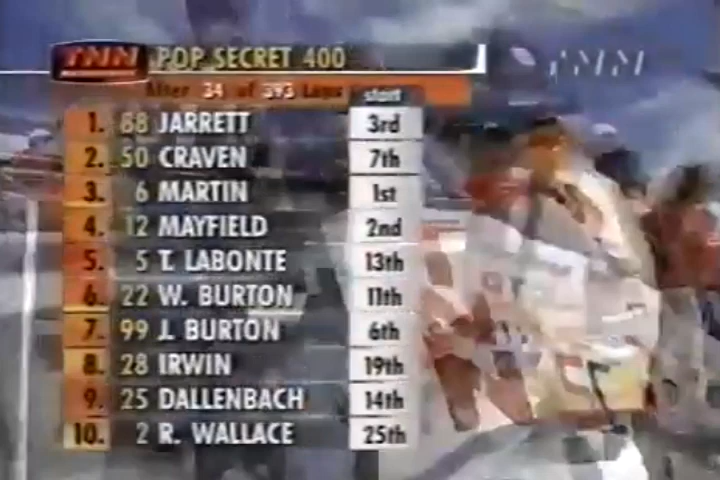 TNN POP SECRET 400
TNN
After 34 of 393 Laps start
1. 88 JARRETT 3rd
2. 50 CRAVEN 7th
3. 6 MARTIN 1st
4. 12 MAYFIELD 2nd
5. 5 T. LABONTE 13th
6. 22 W. BURTON 11th
7. 99 J. BURTON 6th
8. 28 IRWIN 19th
9. 25 DALLENBACH 14th
10. 2 R. WALLACE 25th